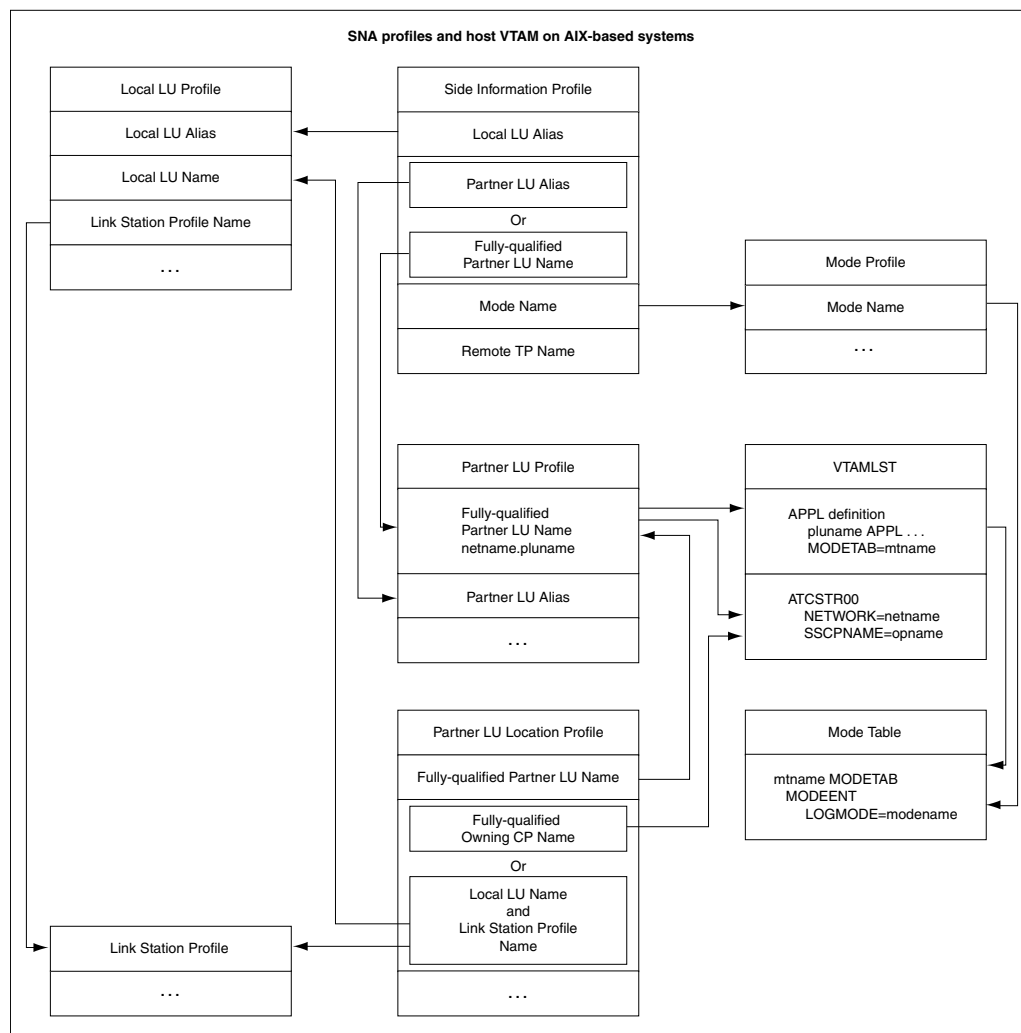 SNA profiles and host VTAM on AIX-based systems
Local LU Profile
Local LU Alias
Local LU Name
Link Station Profile Name
. . .
Side Information Profile
Local LU Alias
Partner LU Alias
Or
Fully-qualified
Partner LU Name
Mode Name
Remote TP Name
Mode Profile
Mode Name
. . .
Partner LU Profile
Fully-qualified
Partner LU Name
netname.pluname
Partner LU Alias
. . .
VTAMLST
APPL definition
pluname APPL . . .
MODETAB=mtname
ATCSTR00
NETWORK=netname
SSCPNAME=opname
Partner LU Location Profile
Fully-qualified Partner LU Name
Fully-qualified
Owning CP Name
Or
Local LU Name
and
Link Station Profile
Name
. . .
Mode Table
mtname MODETAB
MODEENT
LOGMODE=modename
Link Station Profile
. . .